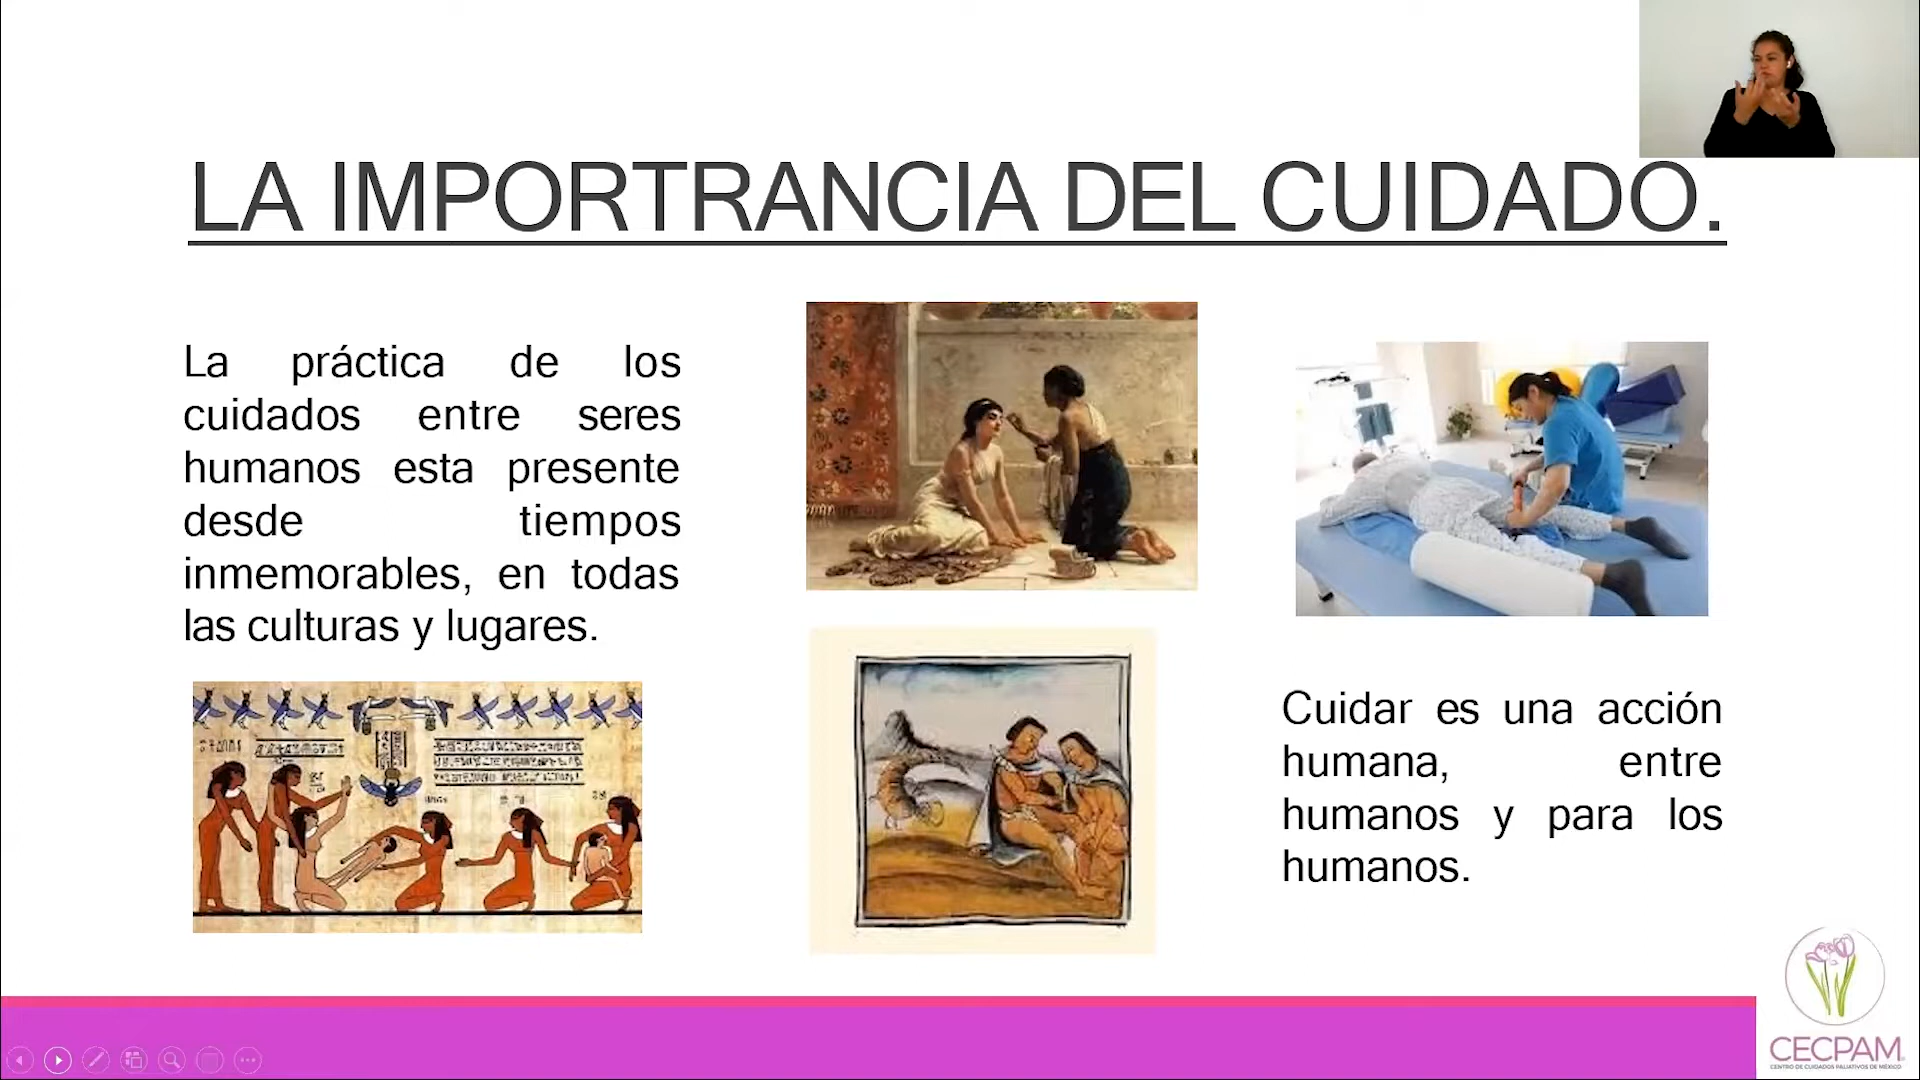 LA IMPORTRANCIA DEL CUIDADO.
La práctica de los
cuidados entre seres
humanos esta presente
desde tiempos
inmemorables, en todas
las culturas y lugares.
Cuidar es una acción
humana, entre
humanos y para los
humanos.
CECPAM
CENTRO DE CUIDADOS PALIATIVOS DE MÉXICO